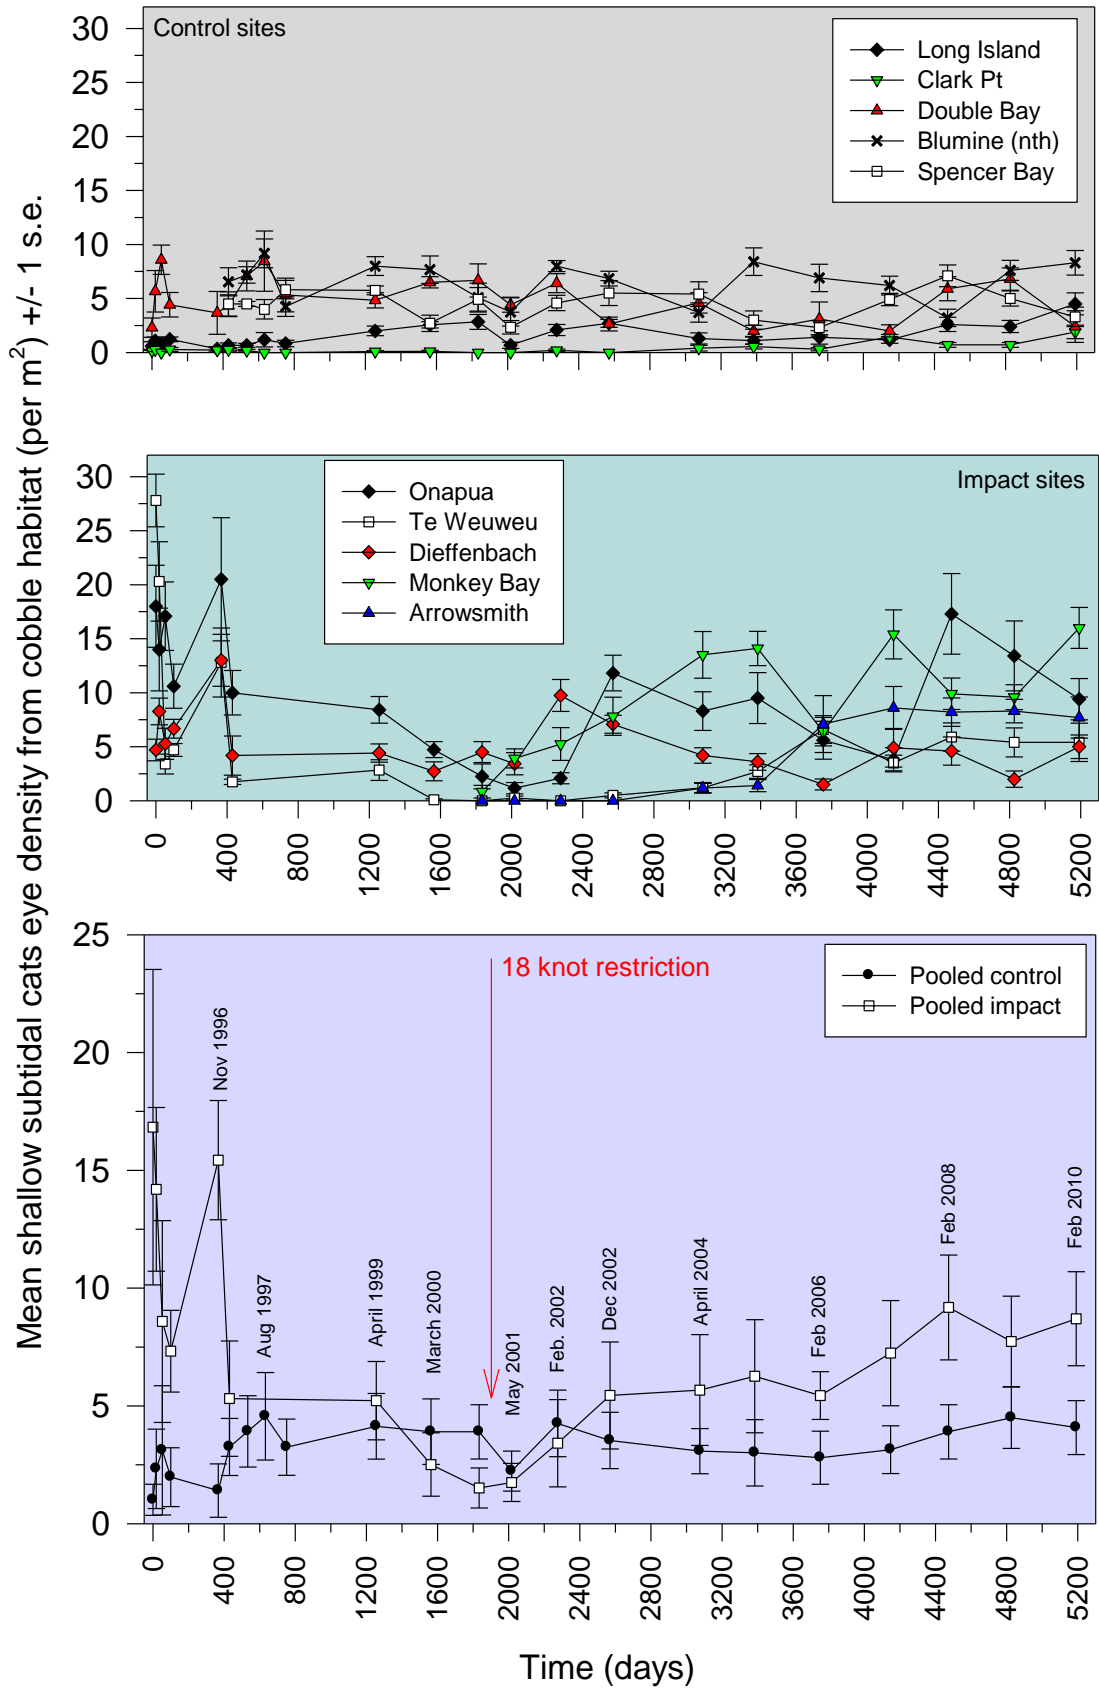 Mean shallow subtidal cats eye density from cobble habitat (per m²) +/- 1 s.e.
Control sites
30
25
20
15
10
5
0
Long Island
Clark Pt
Double Bay
Blumine (nth)
Spencer Bay
Impact sites
30
25
20
15
10
5
0
Onapua
Te Weuweu
Dieffenbach
Monkey Bay
Arrowsmith
0 400 800 1200 1600 2000 2400 2800 3200 3600 4000 4400 4800 5200
25
20
15
10
5
0
18 knot restriction
Pooled control
Pooled impact
Nov 1996
Aug 1997
April 1999
March 2000
May 2001
Feb. 2002
Dec 2002
April 2004
Feb 2006
Feb 2008
Feb 2010
0 400 800 1200 1600 2000 2400 2800 3200 3600 4000 4400 4800 5200
Time (days)